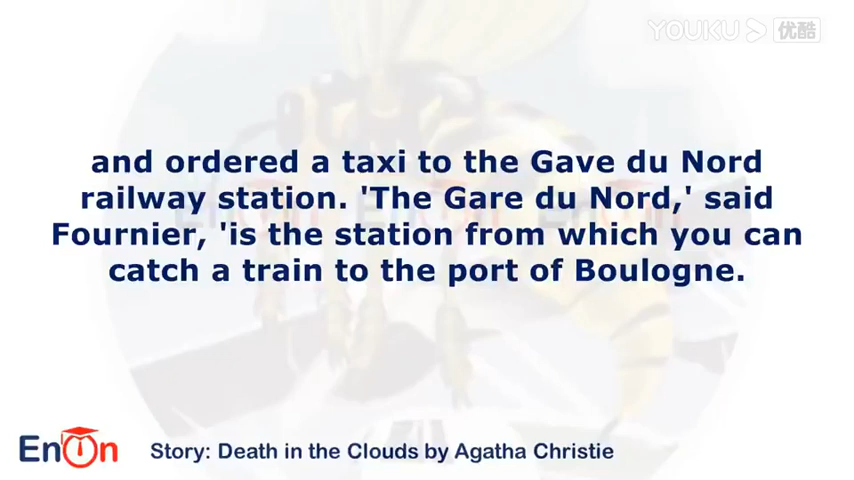 YOUKU 优酷
and ordered a taxi to the Gave du Nord
railway station. 'The Gare du Nord,' said
Fournier, 'is the station from which you can
catch a train to the port of Boulogne.
EnOn
Story: Death in the Clouds by Agatha Christie